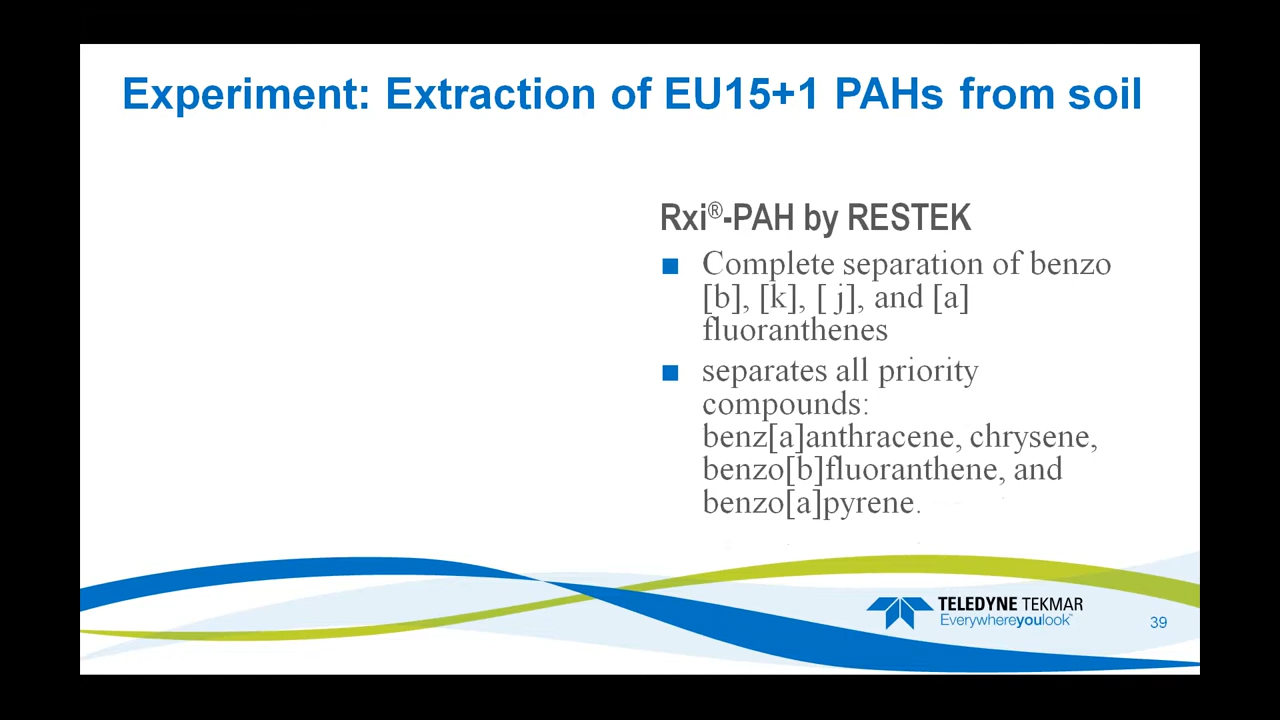 Experiment: Extraction of EU15+1 PAHs from soil
Rxi®-PAH by RESTEK
■ Complete separation of benzo
[b], [k], [ j], and [a]
fluoranthenes
■ separates all priority
compounds:
benz[a]anthracene, chrysene,
benzo[b]fluoranthene, and
benzo[a]pyrene.
TELEDYNE TEKMAR
Everywhereyoulook™
39